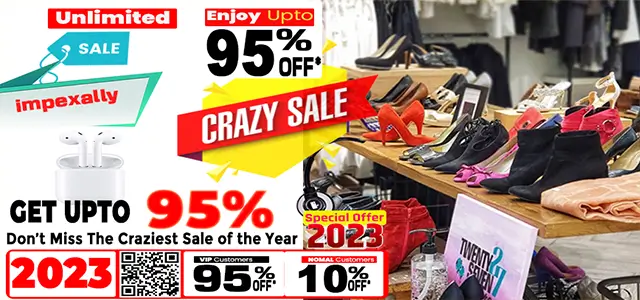 Unlimited
SALE
impexally
Enjoy Upto
95%
OFF*
CRAZY SALE
GET UPTO 95%
Don't Miss The Craziest Sale of the Year
Special Offer
2023
2023
VIP Customers
95% OFF*
NOMAL Customers
10% OFF*
TWENTY
SEVEN
27